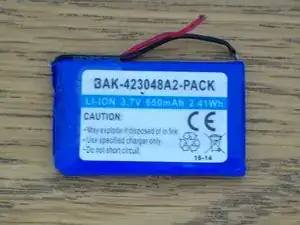 BAK-423048A2-PACK
LI-ION 3.7V 650mAh 2.41Wh
CAUTION:
•May explode if disposed of in fire.
•Use specified charger only.
•Do not short circuit.
CE
15-14